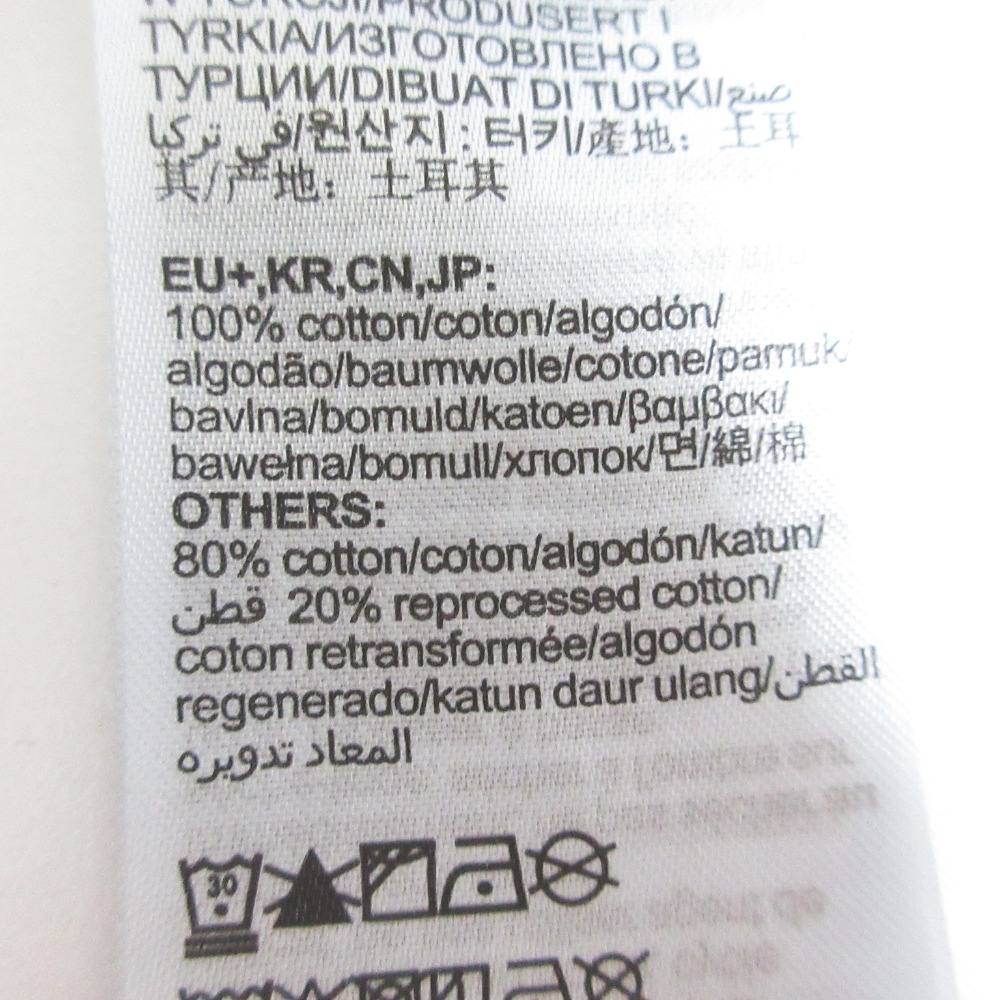 TYRKIA/ИЗГОТОВЛЕНО В
ТУРЦИИ/DIBUAT DI TURKI/صنع
في تركيا/원산지 : 터키/產地：土耳
其/产地：土耳其
EU+,KR,CN,JP:
100% cotton/coton/algodón/
algodão/baumwolle/cotone/pamuk/
bavlna/bomuld/katoen/βαμβακι/
bawełna/bomull/хлопок/면/綿/棉
OTHERS:
80% cotton/coton/algodón/katun/
قطن 20% reprocessed cotton/
coton retransformée/algodón
regenerado/katun daur ulang/القطن
المعاد تدويره
30